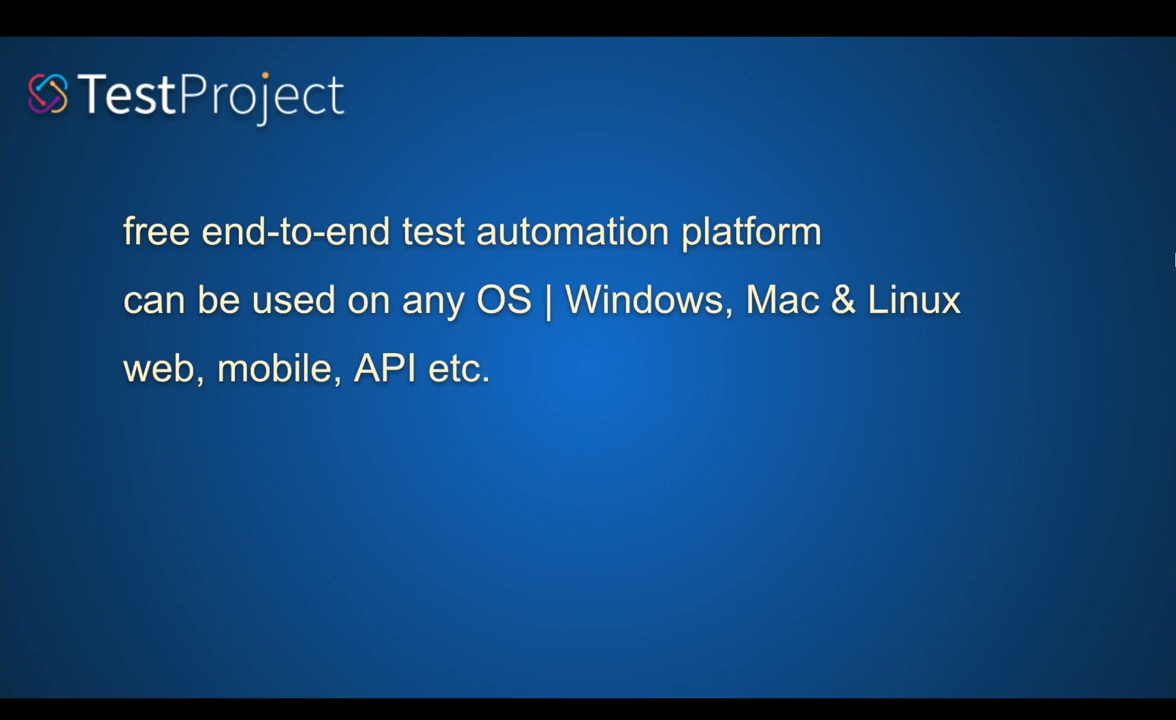 TestProject
free end-to-end test automation platform
can be used on any OS | Windows, Mac & Linux
web, mobile, API etc.